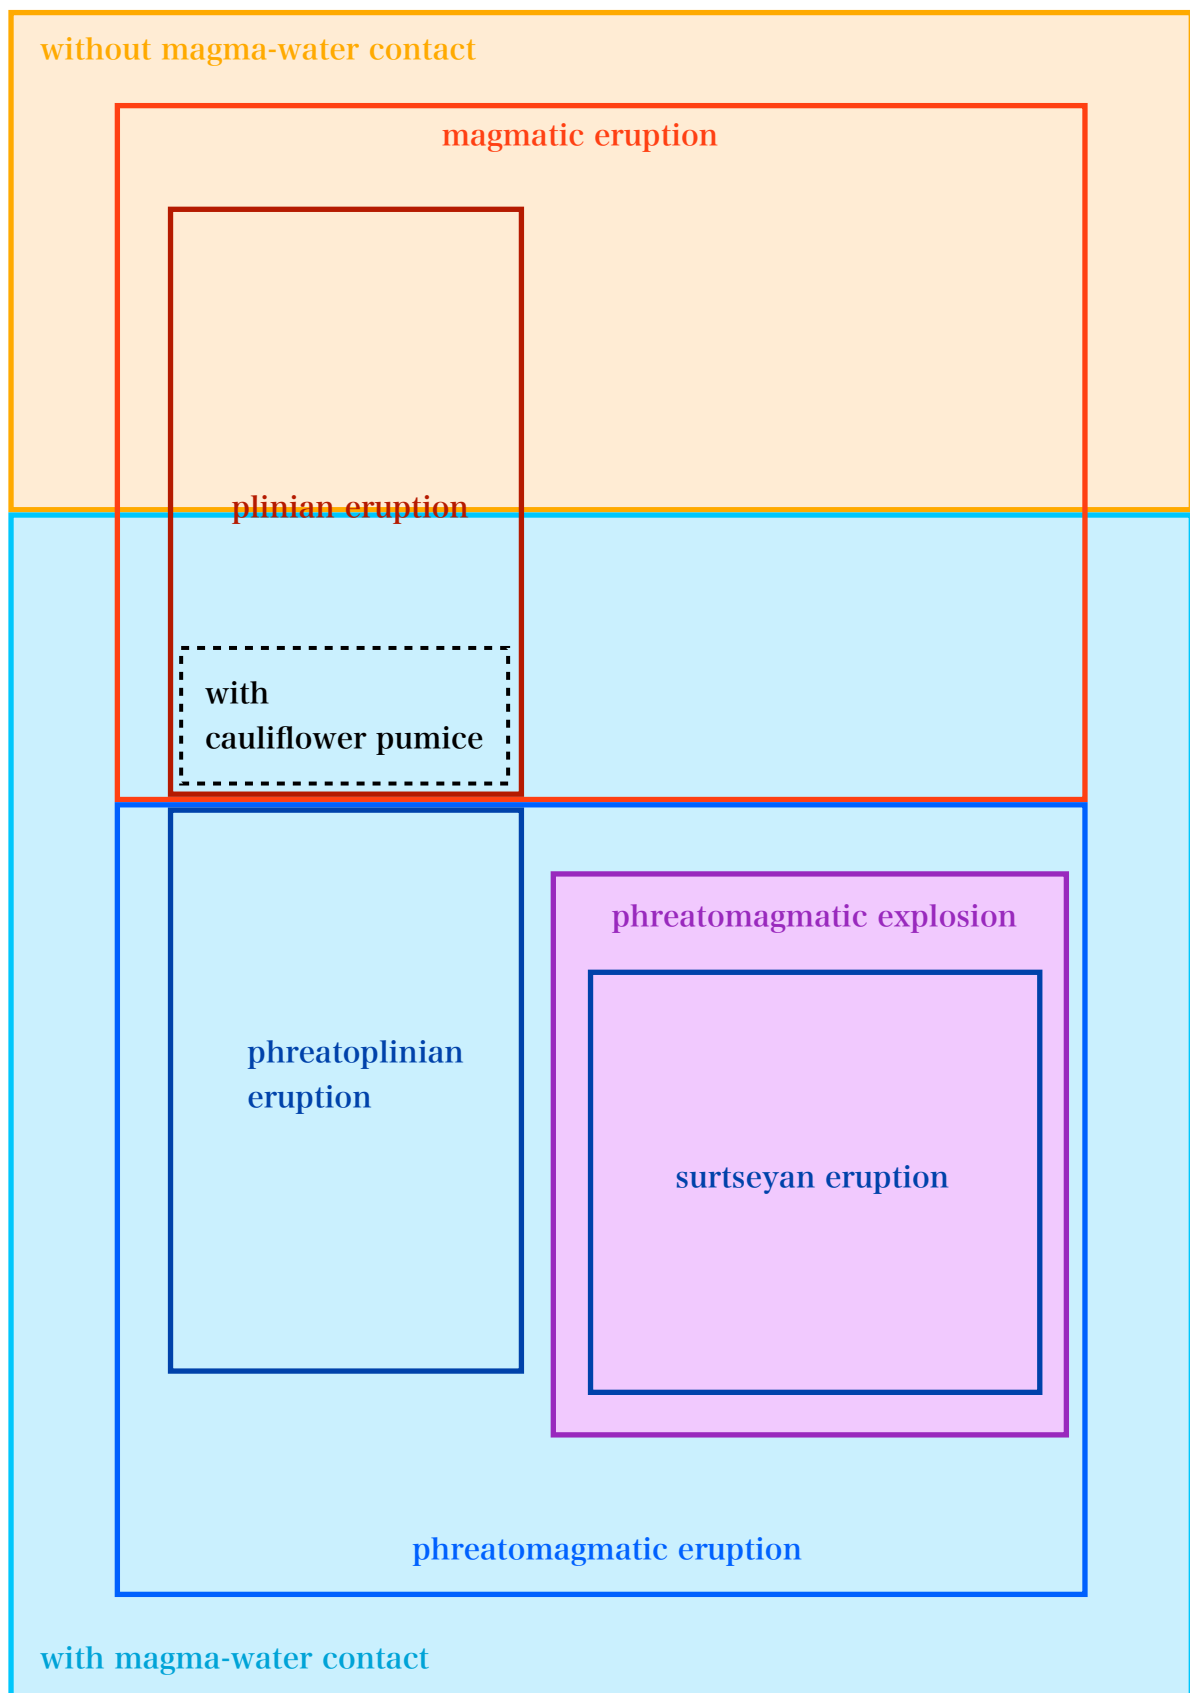 without magma-water contact
magmatic eruption
plinian eruption
with
cauliflower pumice
phreatomagmatic explosion
phreatoplinian
eruption
surtseyan eruption
phreatomagmatic eruption
with magma-water contact